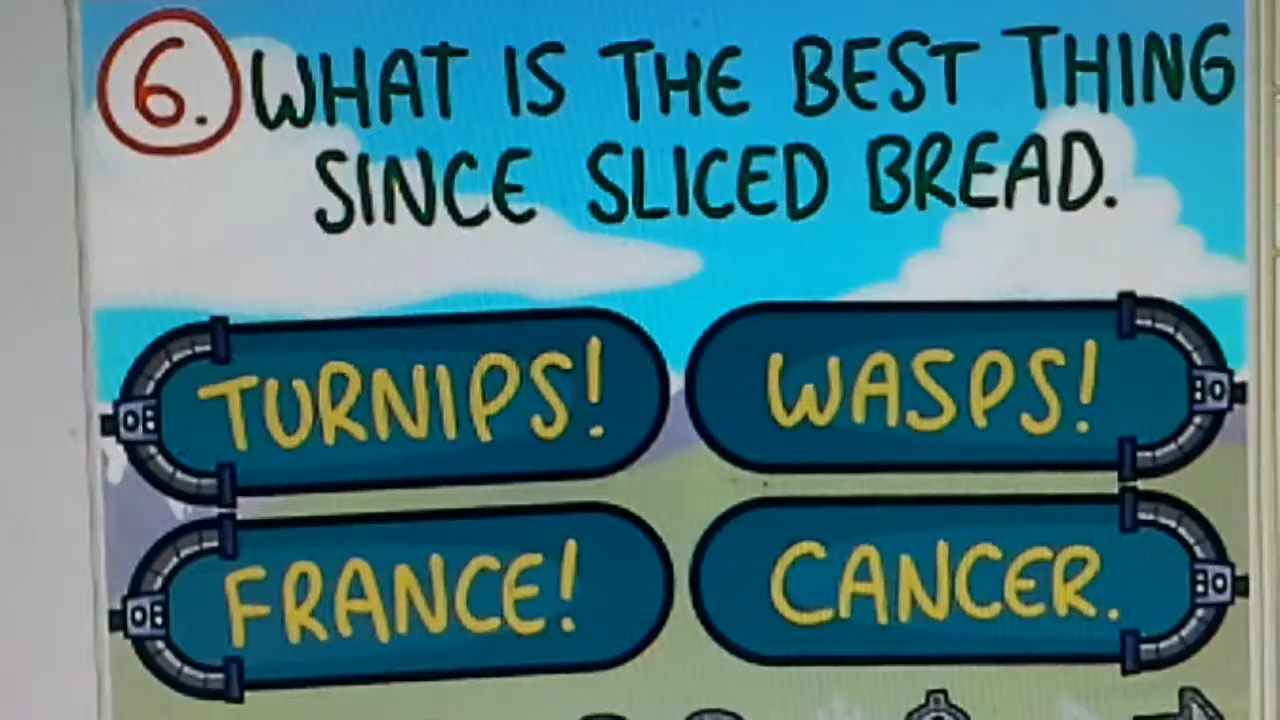 6. WHAT IS THE BEST THING
SINCE SLICED BREAD.
TURNIPS!
WASPS!
FRANCE!
CANCER.